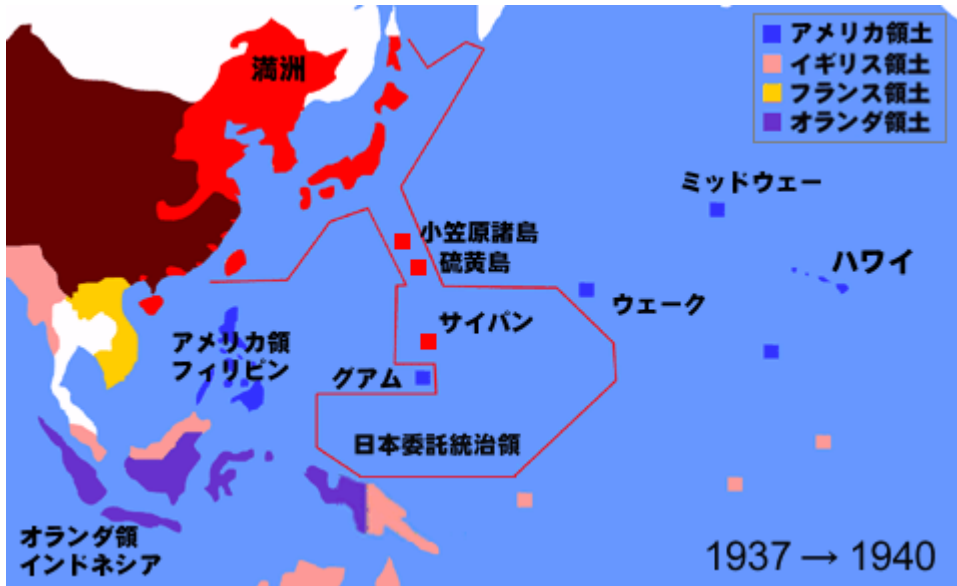 アメリカ領土
イギリス領土
フランス領土
オランダ領土
満洲
ミッドウェー
小笠原諸島
硫黄島
ハワイ
ウェーク
サイパン
アメリカ領
フィリピン
グアム
日本委託統治領
オランダ領
インドネシア
1937 → 1940